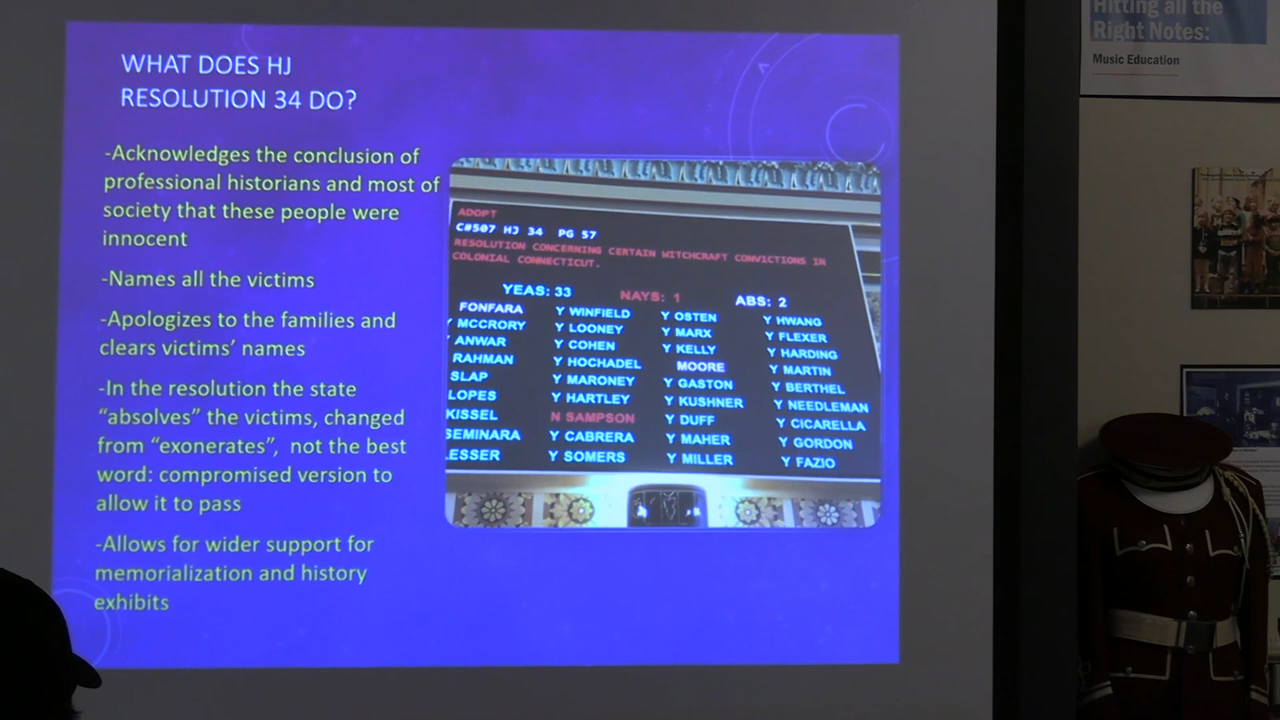 WHAT DOES HJ
RESOLUTION 34 DO?
-Acknowledges the conclusion of
professional historians and most of
society that these people were
innocent
-Names all the victims
-Apologizes to the families and
clears victims' names
-In the resolution the state
“absolves” the victims, changed
from “exonerates”, not the best
word: compromised version to
allow it to pass
-Allows for wider support for
memorialization and history
exhibits
ADOPT
C#507 HJ 34 PG 57
RESOLUTION CONCERNING CERTAIN WITCHCRAFT CONVICTIONS IN
COLONIAL CONNECTICUT.
YEAS: 33 NAYS: 1 ABS: 2
FONFARA Y WINFIELD Y OSTEN Y HWANG
Y MCCRORY Y LOONEY Y MARX Y FLEXER
Y ANWAR Y COHEN Y KELLY Y HARDING
RAHMAN Y HOCHADEL MOORE Y MARTIN
SLAP Y MARONEY Y GASTON Y BERTHEL
LOPES Y HARTLEY Y KUSHNER Y NEEDLEMAN
KISSEL N SAMPSON Y DUFF Y CICARELLA
SEMINARA Y CABRERA Y MAHER Y GORDON
LESSER Y SOMERS Y MILLER Y FAZIO
Hitting all the
Right Notes:
Music Education